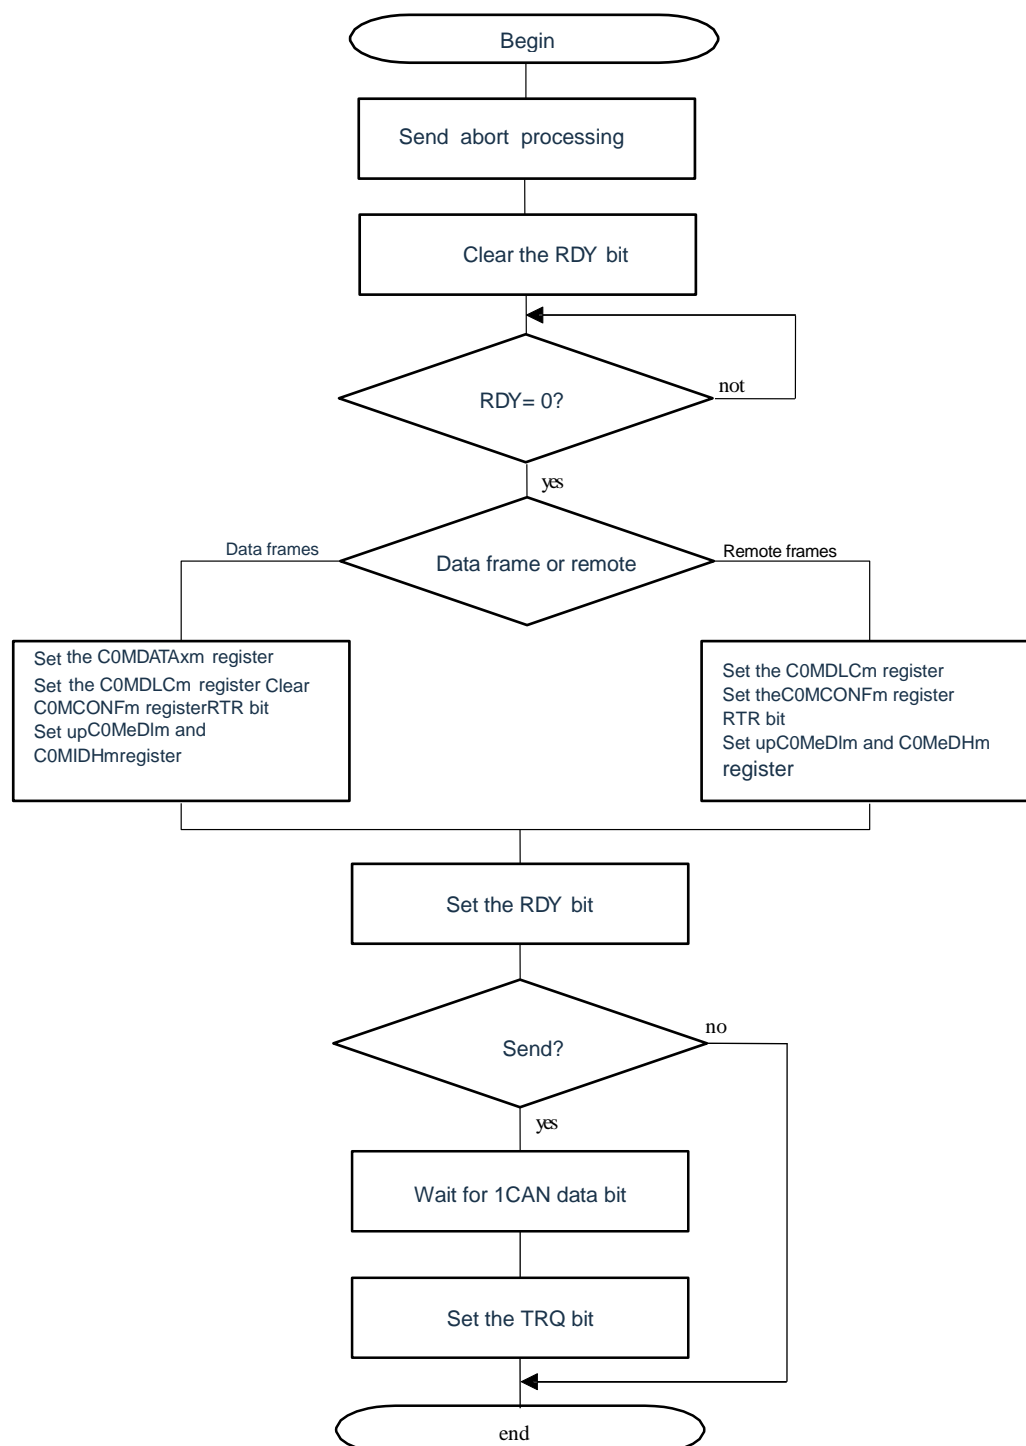 Begin
Send abort processing
Clear the RDY bit
not
RDY= 0?
yes
Data frames
Data frame or remote
Remote frames
Set the C0MDATAxm register
Set the C0MDLCm register Clear
C0MCONFm registerRTR bit
Set upC0MeDlm and
C0MIDHmregister
Set the C0MDLCm register
Set theC0MCONFm register
RTR bit
Set upC0MeDlm and C0MeDHm
register
Set the RDY bit
no
Send?
yes
Wait for 1CAN data bit
Set the TRQ bit
end